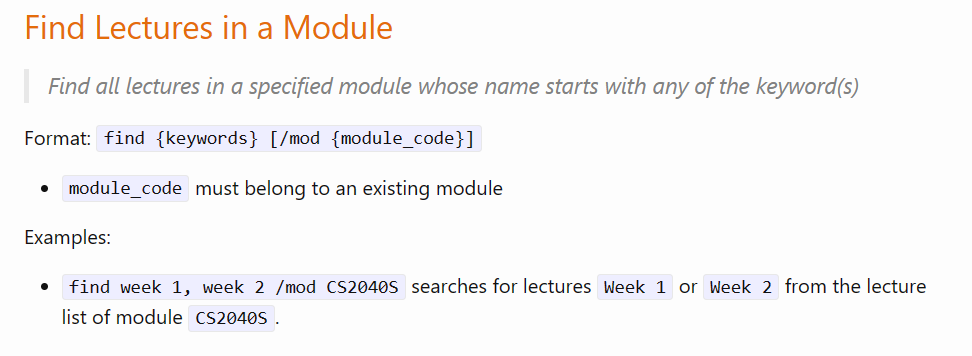 Find Lectures in a Module
Find all lectures in a specified module whose name starts with any of the keyword(s)
Format: find {keywords} [/mod {module_code}]
• module_code must belong to an existing module
Examples:
• find week 1, week 2 /mod CS2040S searches for lectures Week 1 or Week 2 from the lecture
list of module CS2040S.